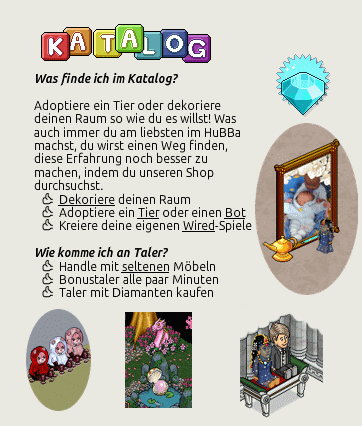 KATALOG
Was finde ich im Katalog?
Adoptiere ein Tier oder dekoriere
deinen Raum so wie du es willst! Was
auch immer du am liebsten im HuBBa
machst, du wirst einen Weg finden,
diese Erfahrung noch besser zu
machen, indem du unseren Shop
durchsuchst.
Dekoriere deinen Raum
Adoptiere ein Tier oder einen Bot
Kreiere deine eigenen Wired-Spiele
Wie komme ich an Taler?
Handle mit seltenen Möbeln
Bonustaler alle paar Minuten
Taler mit Diamanten kaufen